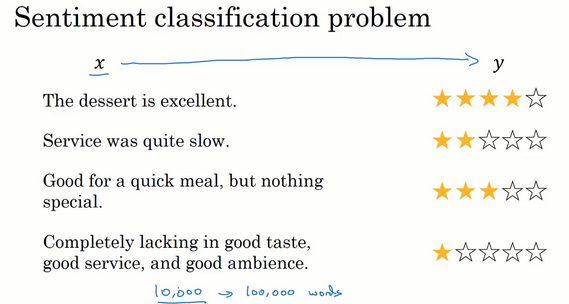 Sentiment classification problem
x y
The dessert is excellent.
Service was quite slow.
Good for a quick meal, but nothing
special.
Completely lacking in good taste,
good service, and good ambience.
10,000 → 100,000 words